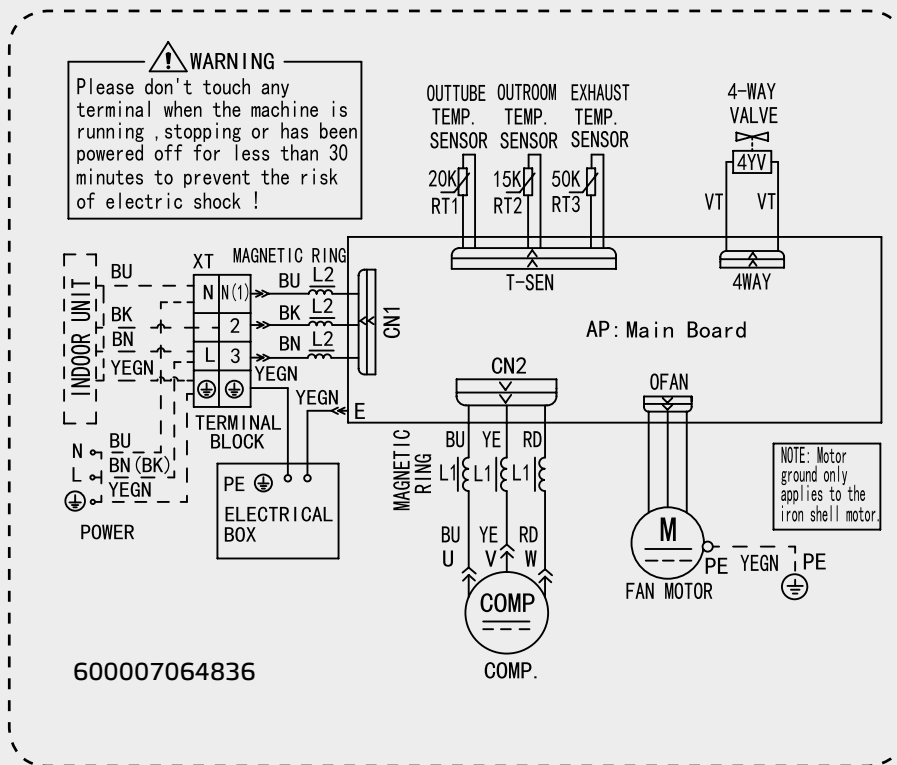 WARNING
Please don't touch any
terminal when the machine is
running ,stopping or has been
powered off for less than 30
minutes to prevent the risk
of electric shock !
OUTTUBE
TEMP.
SENSOR
OUTROOM
TEMP.
SENSOR
EXHAUST
TEMP.
SENSOR
4-WAY
VALVE
20K
RT1
15K
RT2
50K
RT3
4YV
VT
VT
T-SEN
4WAY
INDOOR UNIT
BU
BK
BN
YEGN
XT
N
N(1)
2
L
3
TERMINAL
BLOCK
MAGNETIC RING
BU
L2
BK
L2
BN
L2
YEGN
CN1
AP:Main Board
YEGN
E
CN2
OFAN
N
BU
L
BN(BK)
YEGN
POWER
PE
ELECTRICAL
BOX
MAGNETIC
RING
BU
YE
RD
L1
L1
L1
BU
YE
RD
U
V
W
COMP
COMP.
NOTE: Motor
ground only
applies to the
iron shell motor.
M
FAN MOTOR
PE
YEGN
PE
600007064836